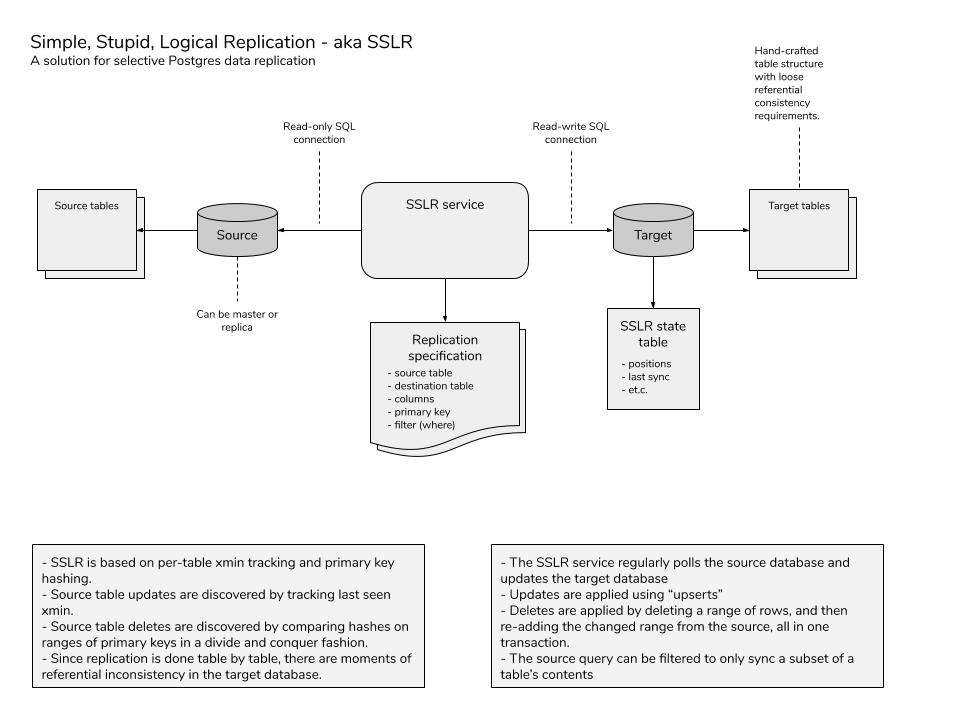 Simple, Stupid, Logical Replication - aka SSLR
A solution for selective Postgres data replication
Hand-crafted
table structure
with loose
referential
consistency
requirements.
Read-only SQL
connection
Read-write SQL
connection
Source tables
Source
SSLR service
Target
Target tables
Can be master or
replica
Replication
specification
- source table
- destination table
- columns
- primary key
- filter (where)
SSLR state
table
- positions
- last sync
- et.c.
- SSLR is based on per-table xmin tracking and primary key
hashing.
- Source table updates are discovered by tracking last seen
xmin.
- Source table deletes are discovered by comparing hashes on
ranges of primary keys in a divide and conquer fashion.
- Since replication is done table by table, there are moments of
referential inconsistency in the target database.
- The SSLR service regularly polls the source database and
updates the target database
- Updates are applied using “upserts”
- Deletes are applied by deleting a range of rows, and then
re-adding the changed range from the source, all in one
transaction.
- The source query can be filtered to only sync a subset of a
table's contents